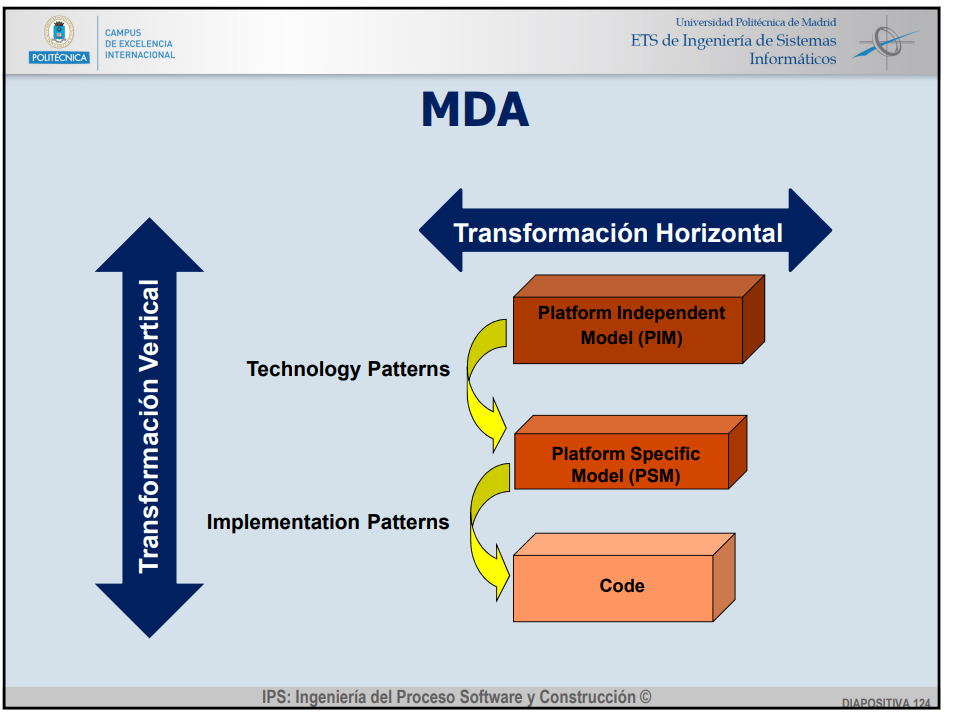 POLITÉCNICA
CAMPUS
DE EXCELENCIA
INTERNACIONAL
Universidad Politécnica de Madrid
ETS de Ingeniería de Sistemas
Informáticos
MDA
Transformación Horizontal
Transformación Vertical
Platform Independent
Model (PIM)
Technology Patterns
Platform Specific
Model (PSM)
Implementation Patterns
Code
IPS: Ingeniería del Proceso Software y Construcción ©
DIAPOSITIVA 124